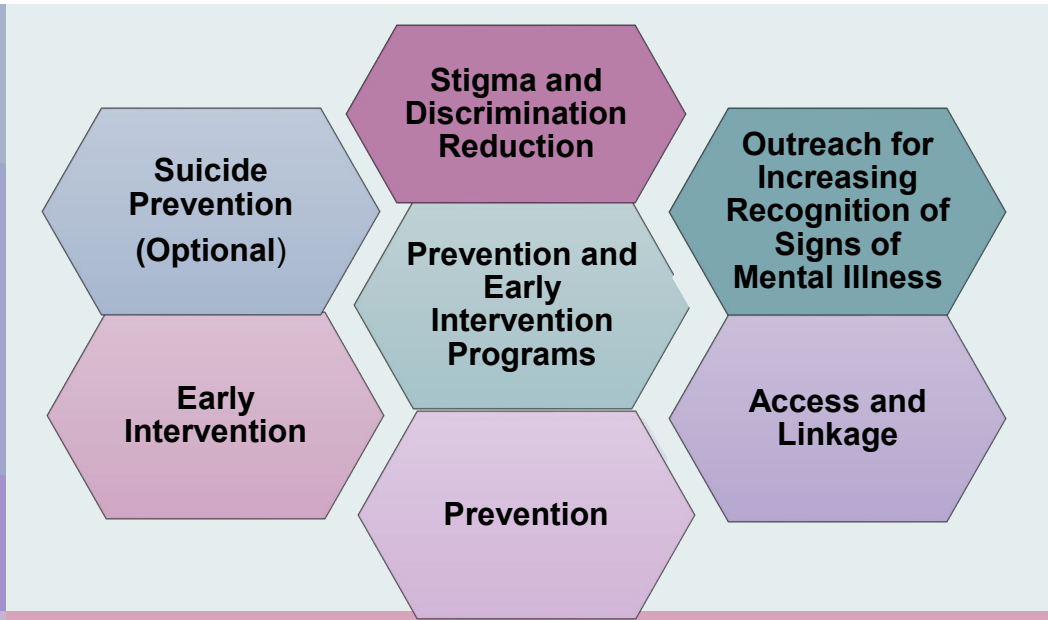 Stigma and
Discrimination
Reduction
Suicide
Prevention
(Optional)
Outreach for
Increasing
Recognition of
Signs of
Mental Illness
Prevention and
Early
Intervention
Programs
Early
Intervention
Access and
Linkage
Prevention